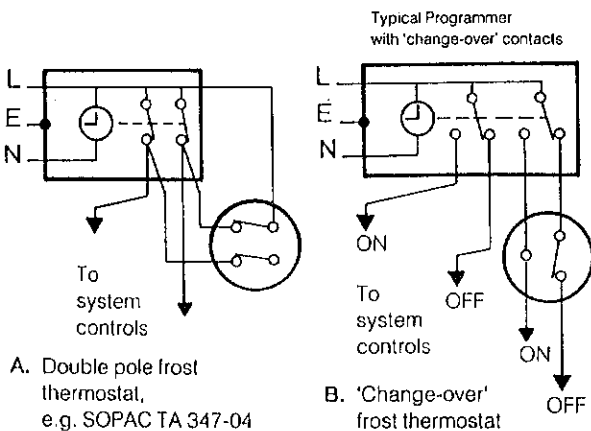 Typical Programmer
with 'change-over' contacts
L
E
N
To
system
controls
A. Double pole frost
thermostat,
e.g. SOPAC TA 347-04
L
E
N
ON
OFF
To
system
controls
ON
OFF
B. 'Change-over'
frost thermostat